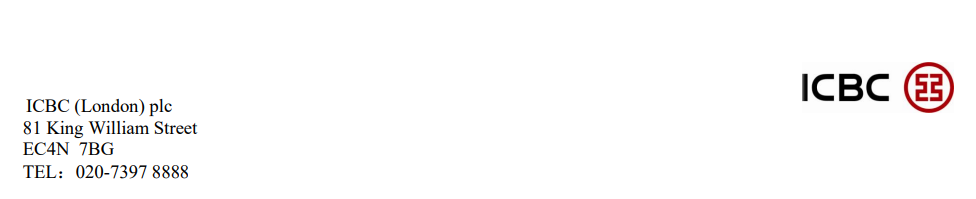 ICBC
ICBC (London) plc
81 King William Street
EC4N  7BG
TEL：020-7397 8888